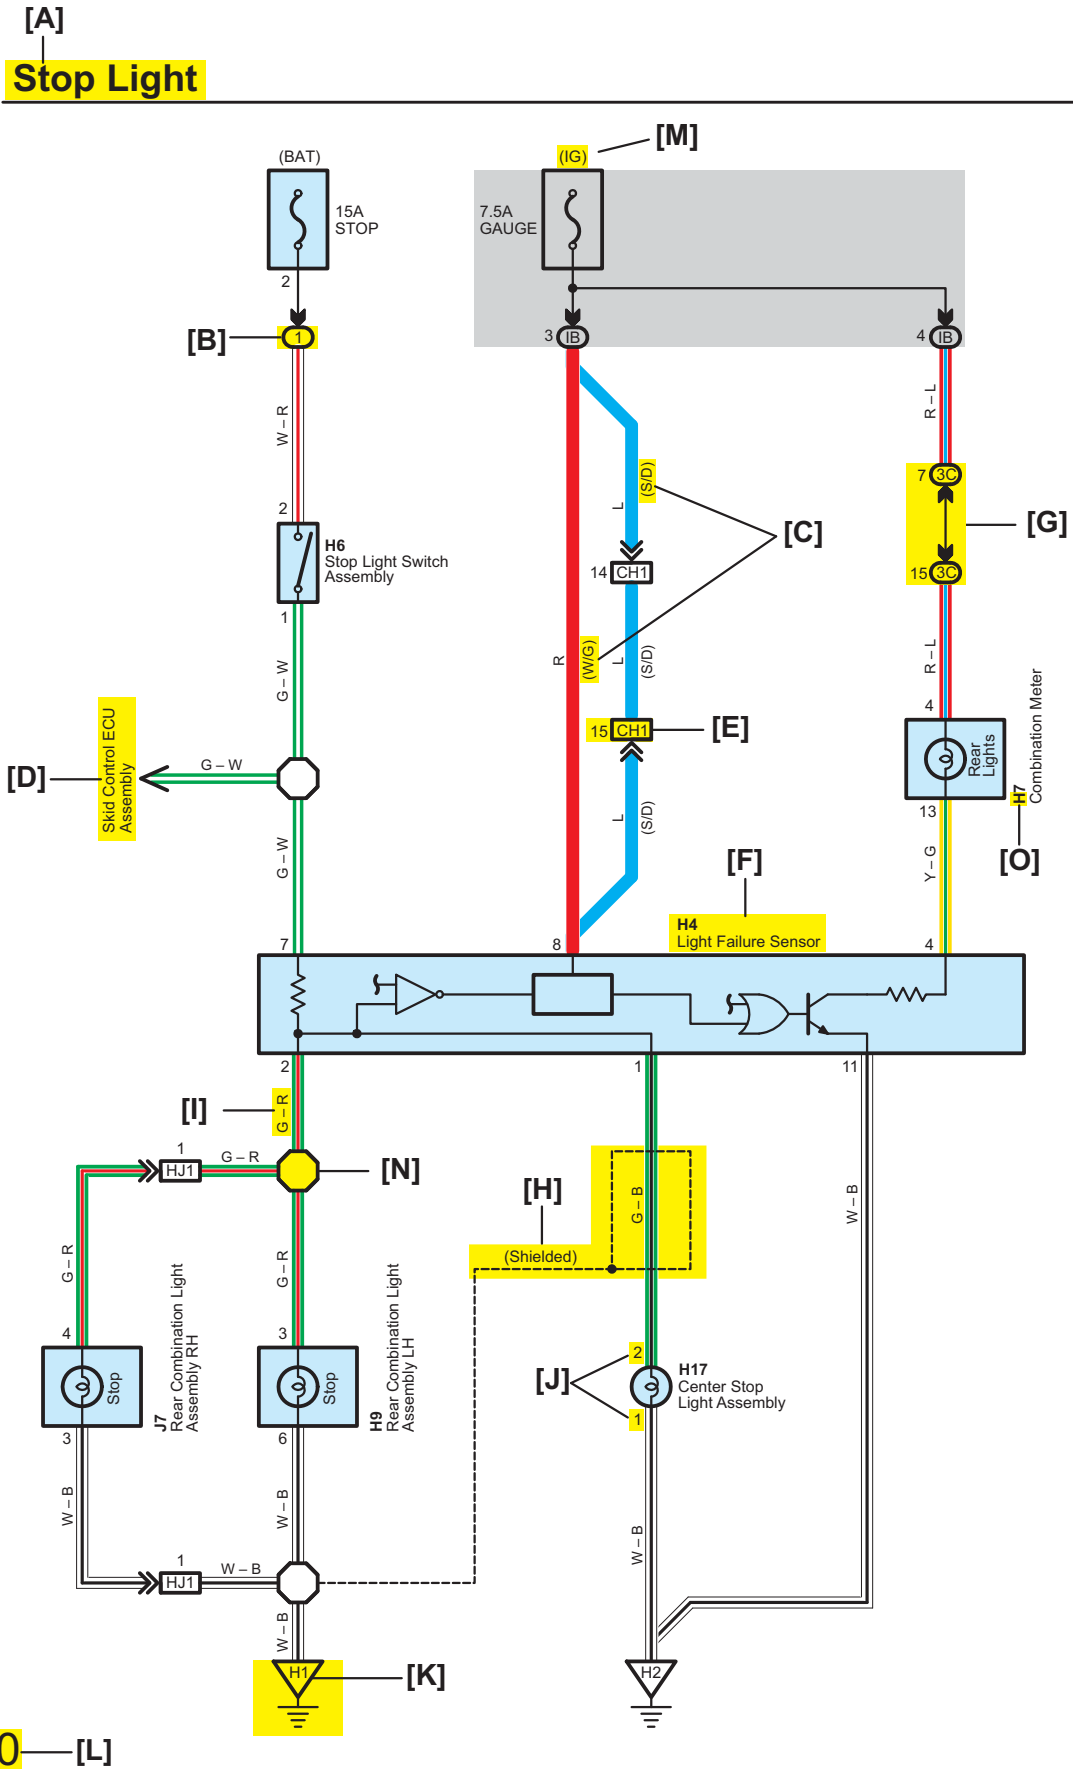 [A]
Stop Light
[M]
(BAT)
(IG)
15A
STOP
7.5A
GAUGE
2
[B]
1
3 IB
4 IB
W – R
R – L
(S/D)
L
7 3C
[C]
[G]
2
H6
Stop Light Switch
Assembly
14 CH1
15 3C
1
G – W
R
(W/G)
L
(S/D)
R – L
4
H7
Combination Meter
[D]
Skid Control ECU
Assembly
G – W
15 CH1
[E]
Rear
Lights
13
[O]
G – W
L
(S/D)
Y – G
[F]
H4
Light Failure Sensor
7
8
4
2
1
11
[I]
G – R
1
HJ1
G – R
[N]
[H]
G – B
W – B
(Shielded)
G – R
G – R
4
3
Stop
J7
Rear Combination Light
Assembly RH
Stop
H9
Rear Combination Light
Assembly LH
2
[J]
H17
Center Stop
Light Assembly
1
3
6
W – B
W – B
W – B
1
HJ1
W – B
W – B
H1
[K]
H2
0
[L]